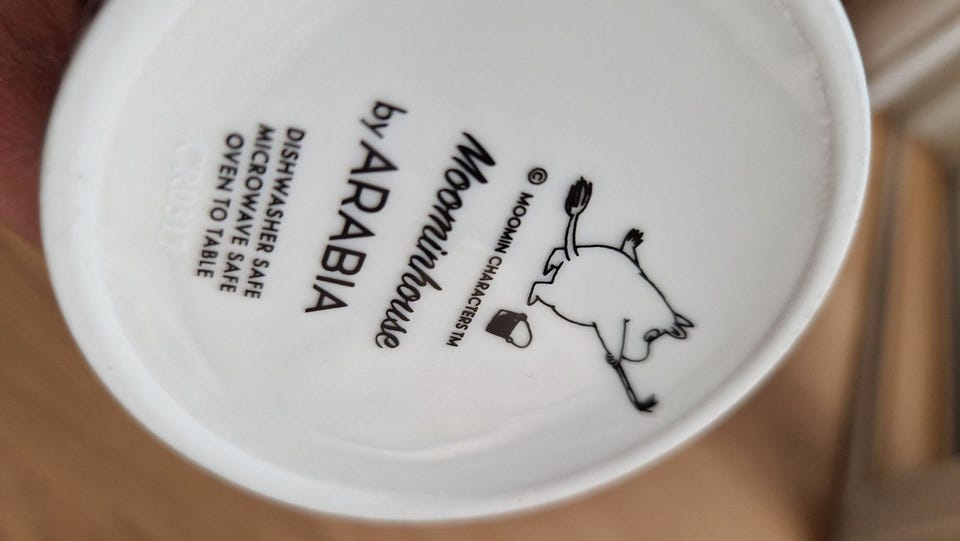 © MOOMIN CHARACTERS TM
Moominhouse
by ARABIA
DISHWASHER SAFE
MICROWAVE SAFE
OVEN TO TABLE